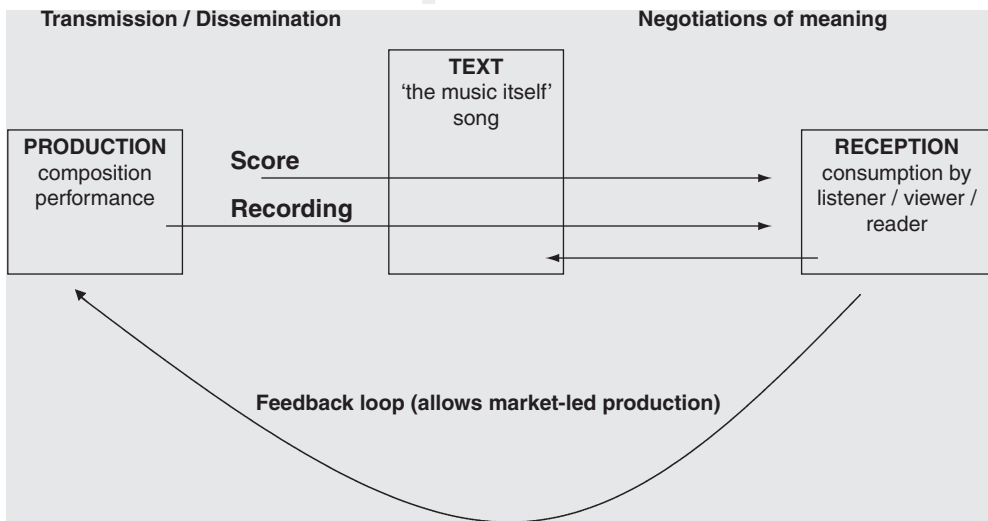 Transmission / Dissemination
Negotiations of meaning
TEXT
‘the music itself’
song
PRODUCTION
composition
performance
Score
Recording
RECEPTION
consumption by
listener / viewer /
reader
Feedback loop (allows market-led production)